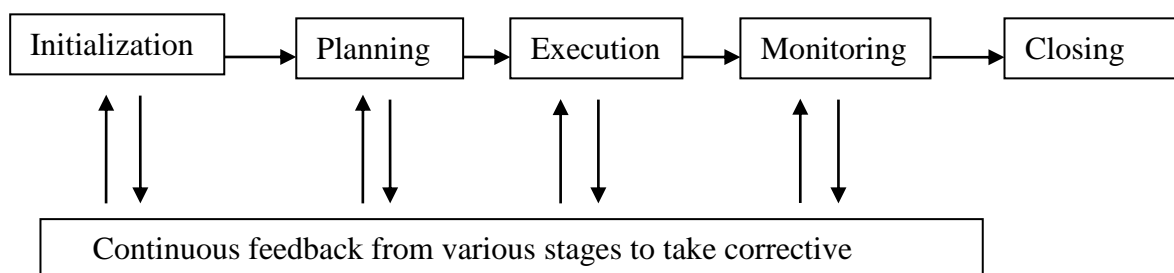 Initialization
Planning
Execution
Monitoring
Closing
Continuous feedback from various stages to take corrective